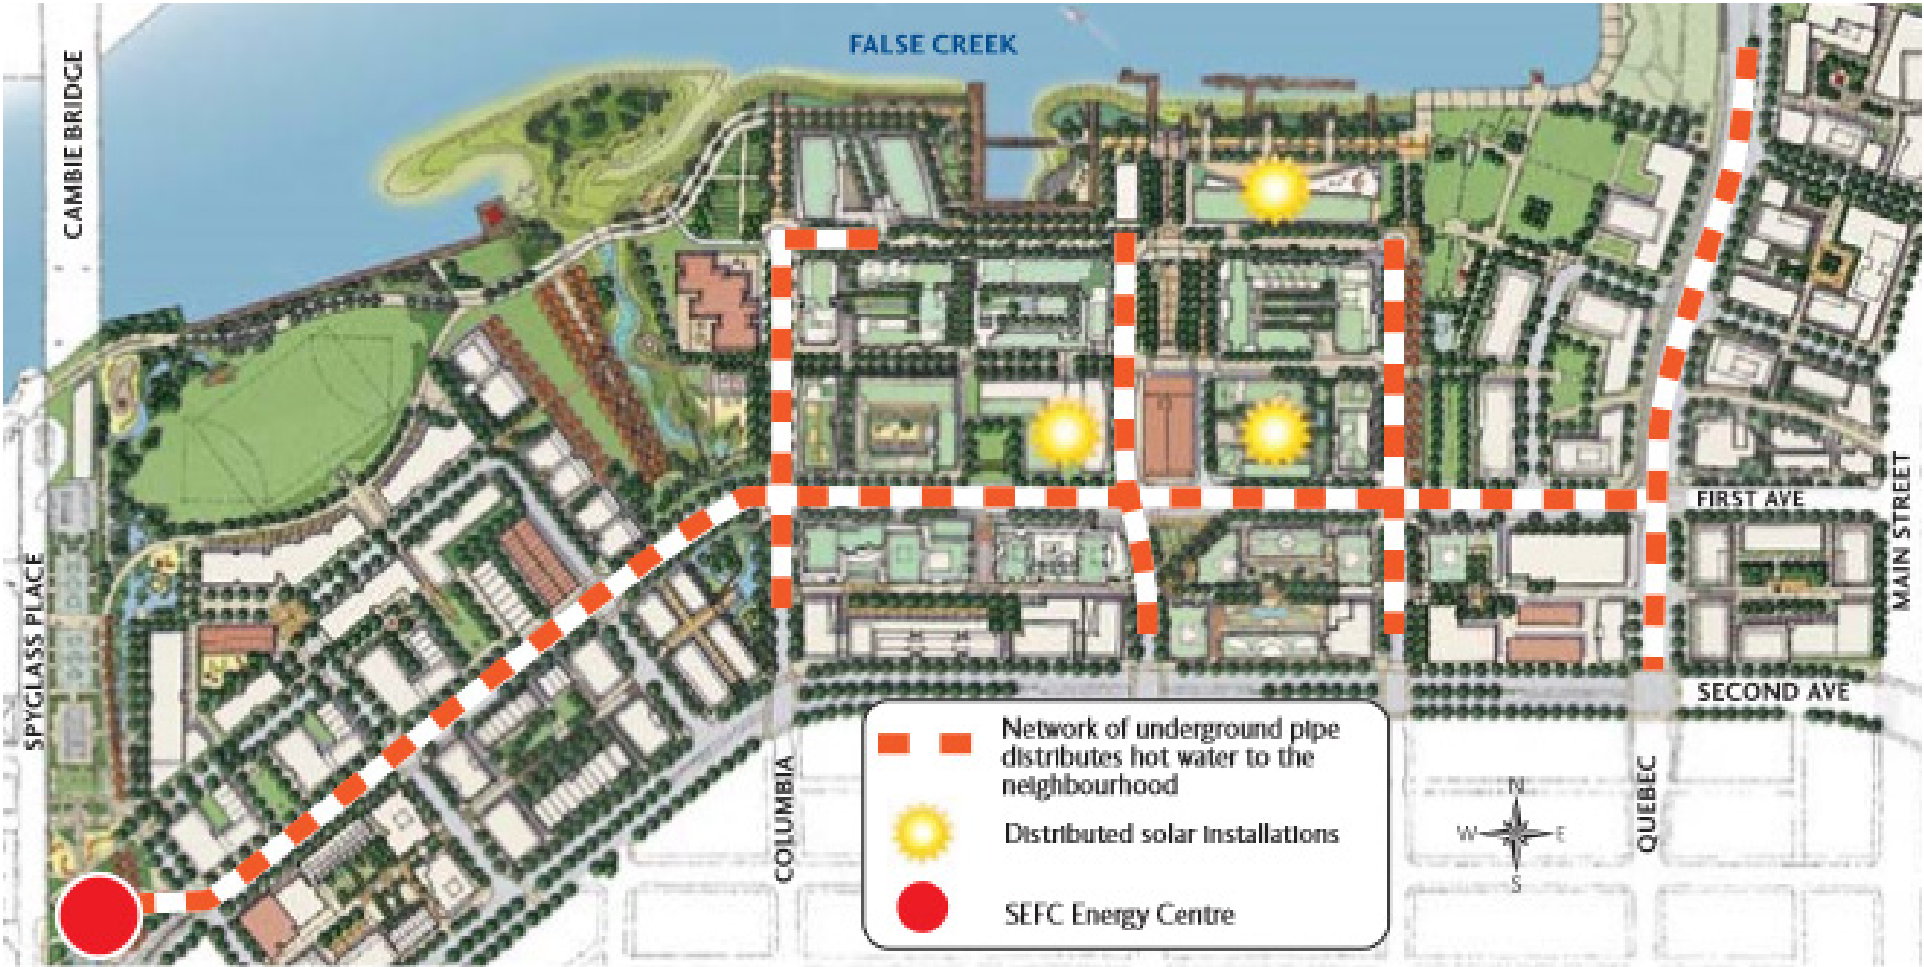 FALSE CREEK
CAMBIE BRIDGE
SPYGLASS PLACE
FIRST AVE
MAIN STREET
SECOND AVE
COLUMBIA
QUEBEC
Network of underground pipe
distributes hot water to the
neighbourhood
Distributed solar installations
SEFC Energy Centre
N
W E
S